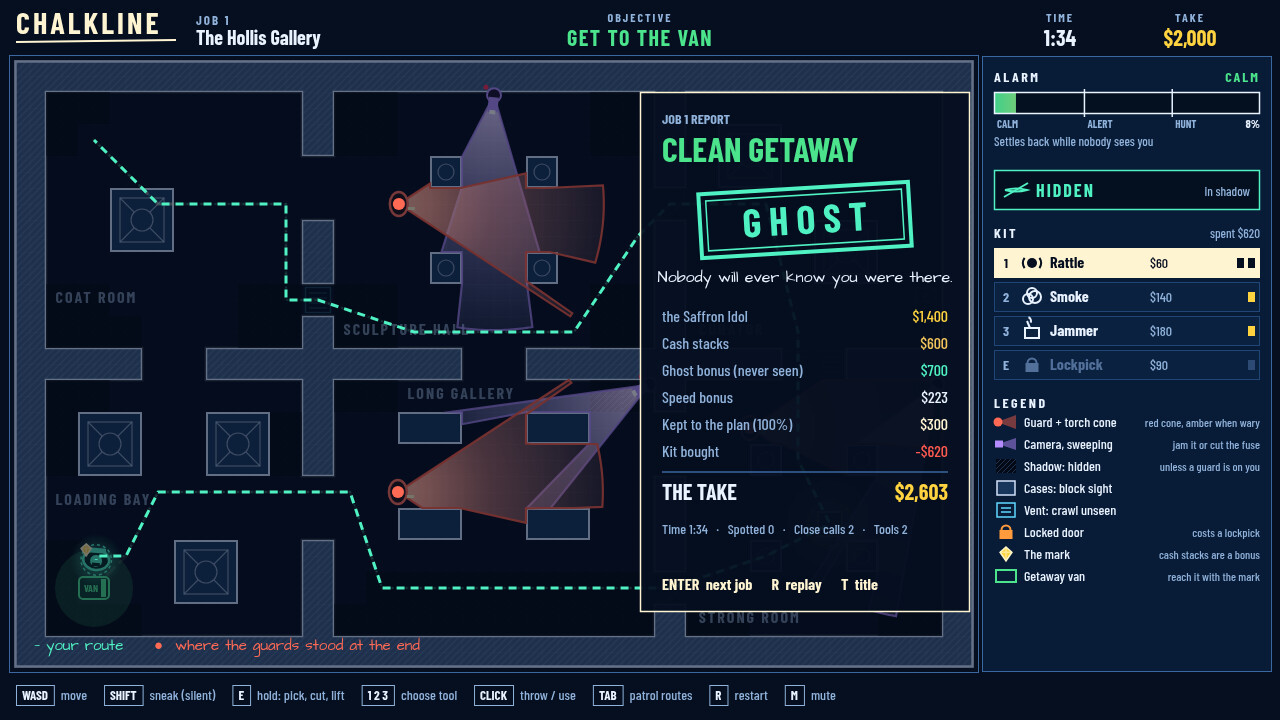 CHALKLINE
JOB 1
The Hollis Gallery
OBJECTIVE
GET TO THE VAN
TIME
1:34
TAKE
$2,000
COAT ROOM
SCULPTURE HALL
LONG GALLERY
LOADING BAY
VAN
STRONG ROOM
- your route
where the guards stood at the end
JOB 1 REPORT
CLEAN GETAWAY
GHOST
Nobody will ever know you were there.
the Saffron Idol $1,400
Cash stacks $600
Ghost bonus (never seen) $700
Speed bonus $223
Kept to the plan (100%) $300
Kit bought -$620
THE TAKE $2,603
Time 1:34 · Spotted 0 · Close calls 2 · Tools 2
ENTER next job R replay T title
ALARM CALM
CALM ALERT HUNT 8%
Settles back while nobody sees you
HIDDEN In shadow
KIT spent $620
1 Rattle $60
2 Smoke $140
3 Jammer $180
E Lockpick $90
LEGEND
Guard + torch cone red cone, amber when wary
Camera, sweeping jam it or cut the fuse
Shadow: hidden unless a guard is on you
Cases: block sight
Vent: crawl unseen
Locked door costs a lockpick
The mark cash stacks are a bonus
Getaway van reach it with the mark
WASD move SHIFT sneak (silent) E hold: pick, cut, lift 1 2 3 choose tool CLICK throw / use TAB patrol routes R restart M mute